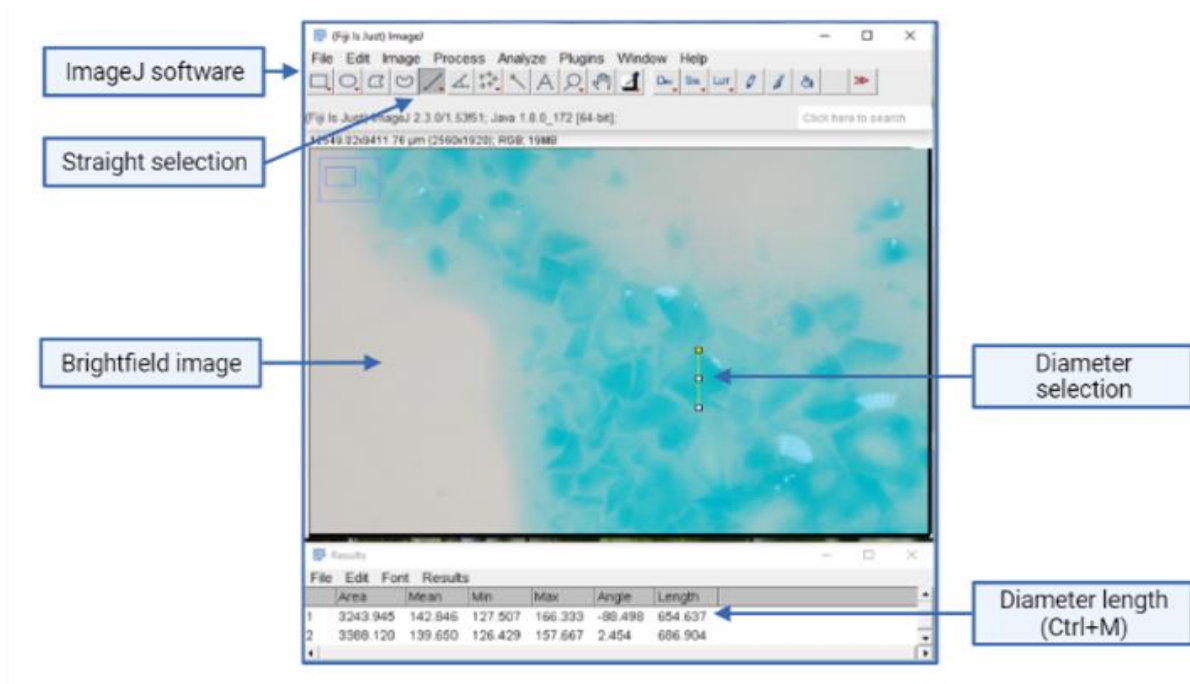 (Fiji Is Just) ImageJ
ImageJ software
File Edit Image Process Analyze Plugins Window Help
(Fiji Is Just) ImageJ 2.3.0/1.53f51; Java 1.8.0_172 [64-bit];
Click here to search
µm (2560x1920); RGB; 19MB
Straight selection
Brightfield image
Diameter
selection
Results
File Edit Font Results
Area Mean Min Max Angle Length
1 3243.945 142.846 127.507 166.333 -88.498 654.637
2 3388.120 139.650 126.429 157.667 2.454 686.904
Diameter length
(Ctrl+M)